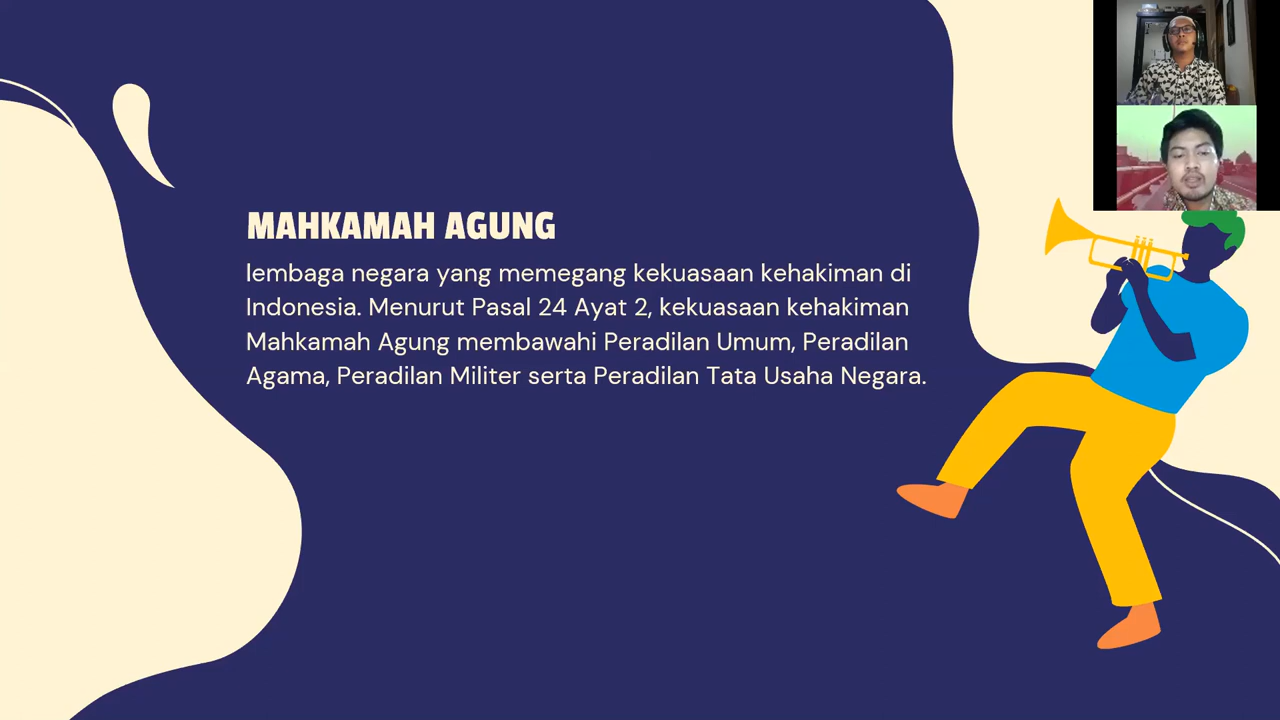 MAHKAMAH AGUNG
lembaga negara yang memegang kekuasaan kehakiman di
Indonesia. Menurut Pasal 24 Ayat 2, kekuasaan kehakiman
Mahkamah Agung membawahi Peradilan Umum, Peradilan
Agama, Peradilan Militer serta Peradilan Tata Usaha Negara.